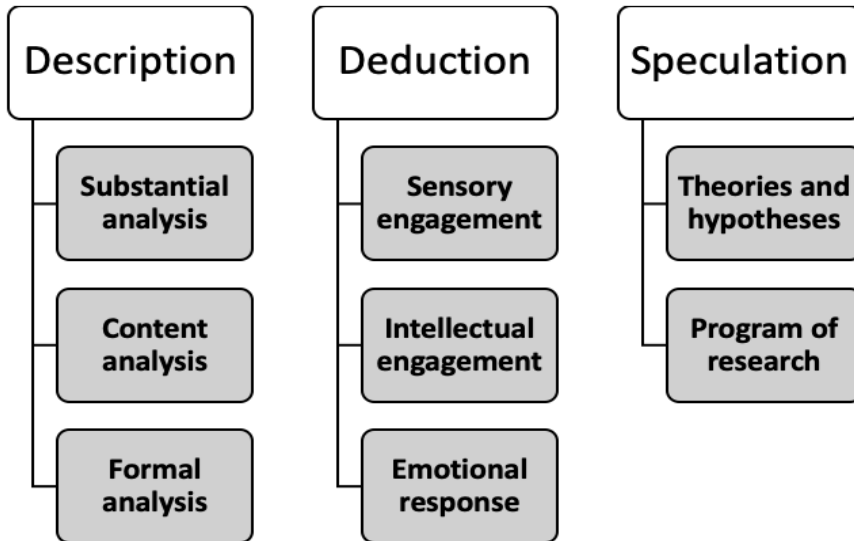 Description
Substantial
analysis
Content
analysis
Formal
analysis
Deduction
Sensory
engagement
Intellectual
engagement
Emotional
response
Speculation
Theories and
hypotheses
Program of
research